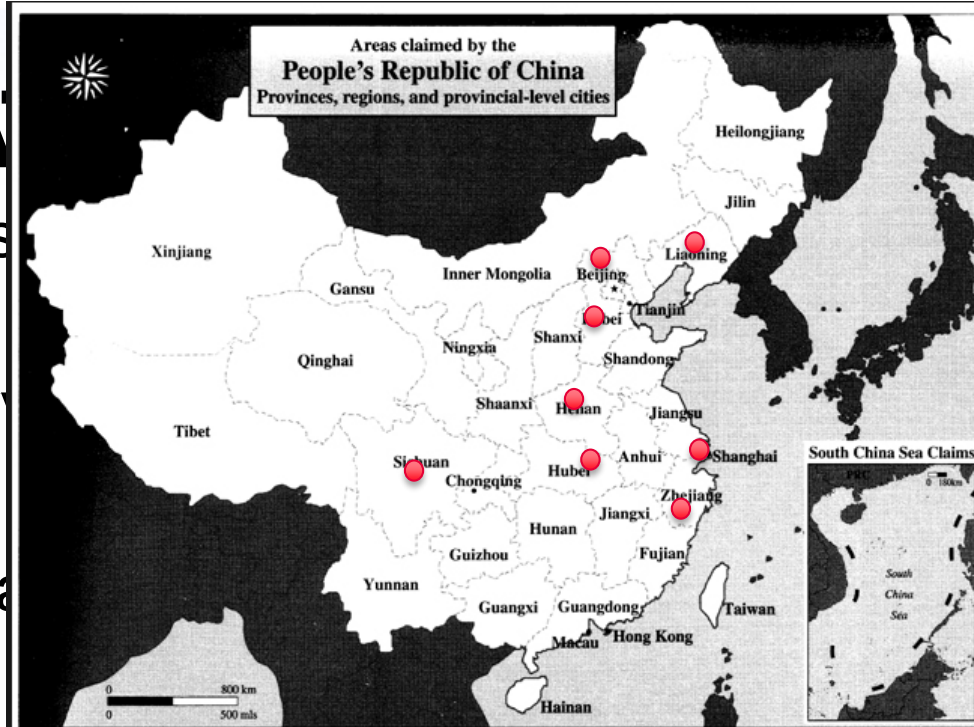 Areas claimed by the
People's Republic of China
Provinces, regions, and provincial-level cities
Heilongjiang
Jilin
Liaoning
Xinjiang
Inner Mongolia
Beijing
Gansu
Tianjin
Shanxi
Ningxia
Qinghai
Shandong
Shaanxi
Henan
Jiangsu
Tibet
Shanghai
Anhui
Hubei
Chongqing
Zhejiang
Jiangxi
Hunan
Guizhou
Fujian
Yunnan
Guangxi
Guangdong
Taiwan
Macau
Hong Kong
Hainan
0 800 km
0 500 mls
South China Sea Claims
PRC
0 180km
South
China
Sea